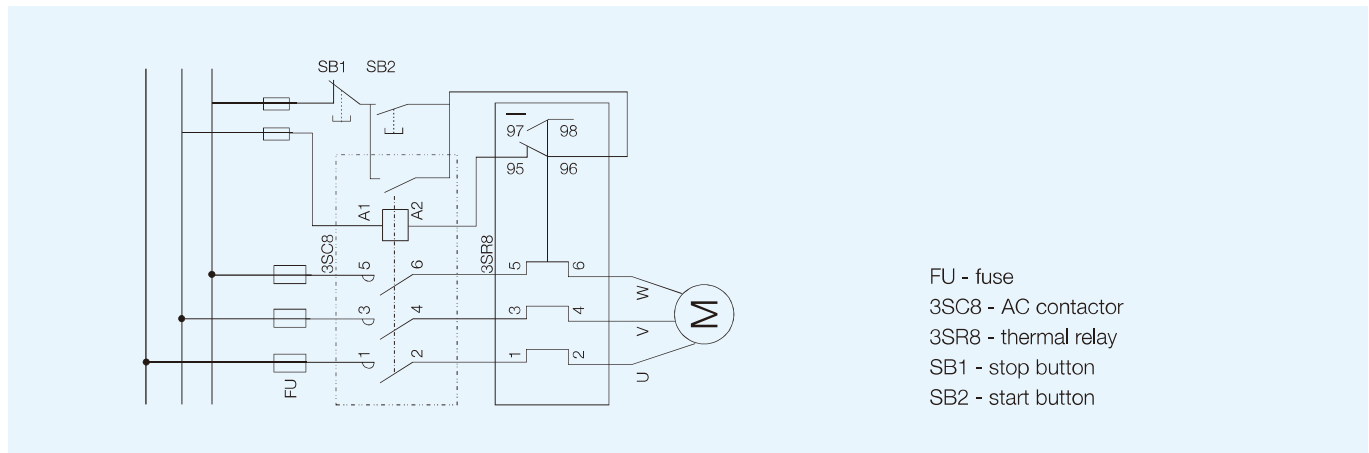 SB1 SB2
97 98
95 96
A1 A2
3SC8 5 6 3SR8 5 6
W
3 4 3 4
V
M
1 2 1 2
U
FU
FU - fuse
3SC8 - AC contactor
3SR8 - thermal relay
SB1 - stop button
SB2 - start button